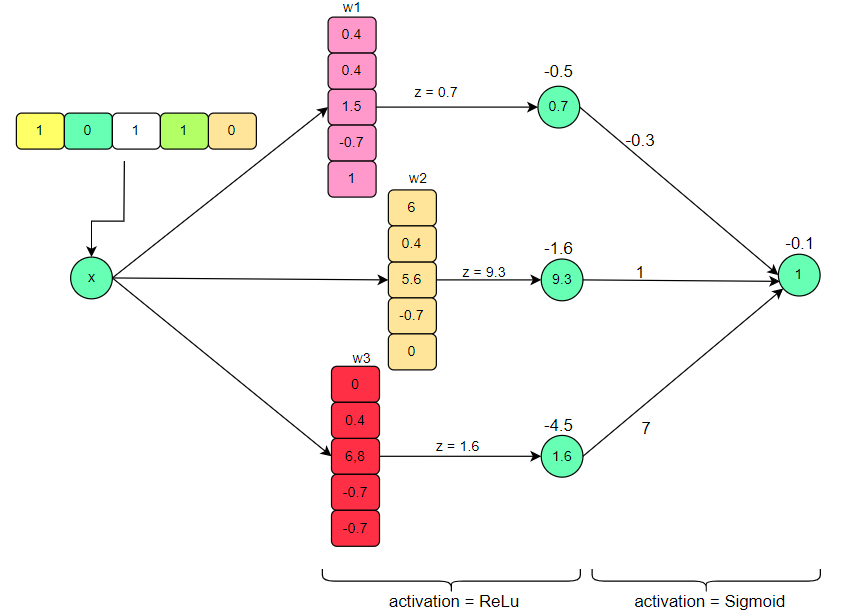 w1
0.4
0.4
1.5
-0.7
1
z = 0.7
-0.5
0.7
-0.3
1 0 1 1 0
x
w2
6
0.4
5.6
-0.7
0
z = 9.3
-1.6
9.3
1
-0.1
1
w3
0
0.4
6,8
-0.7
-0.7
z = 1.6
-4.5
1.6
7
activation = ReLu
activation = Sigmoid